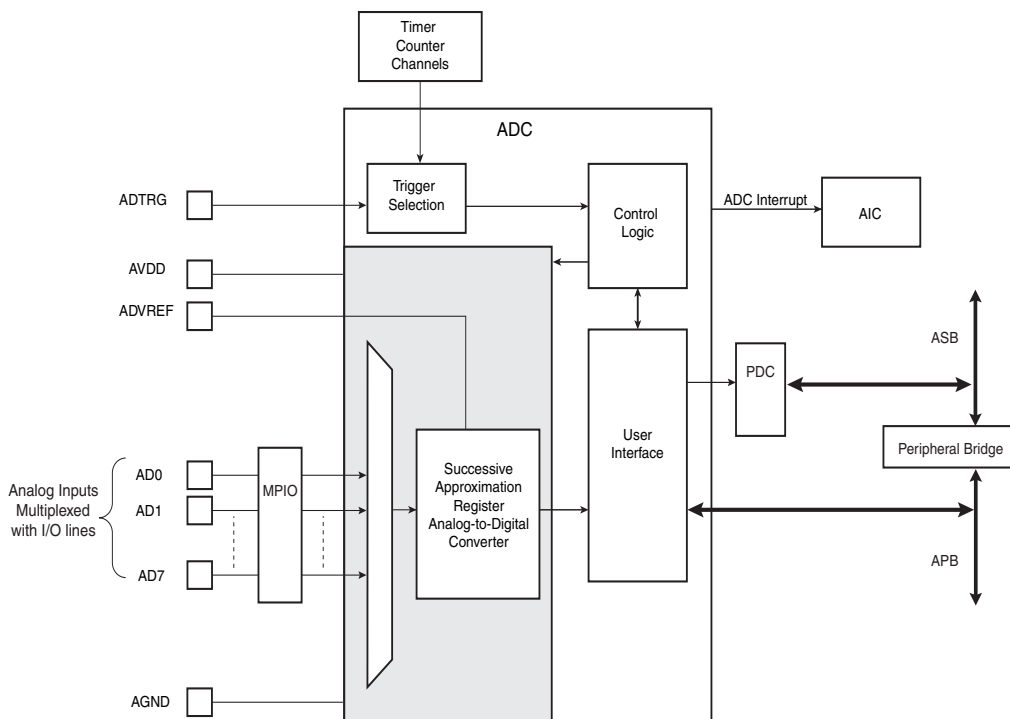 Timer
Counter
Channels
ADC
ADTRG
Trigger
Selection
Control
Logic
ADC Interrupt
AIC
AVDD
ADVREF
ASB
PDC
User
Interface
Peripheral Bridge
Analog Inputs
Multiplexed
with I/O lines
AD0
AD1
AD7
MPIO
Successive
Approximation
Register
Analog-to-Digital
Converter
APB
AGND